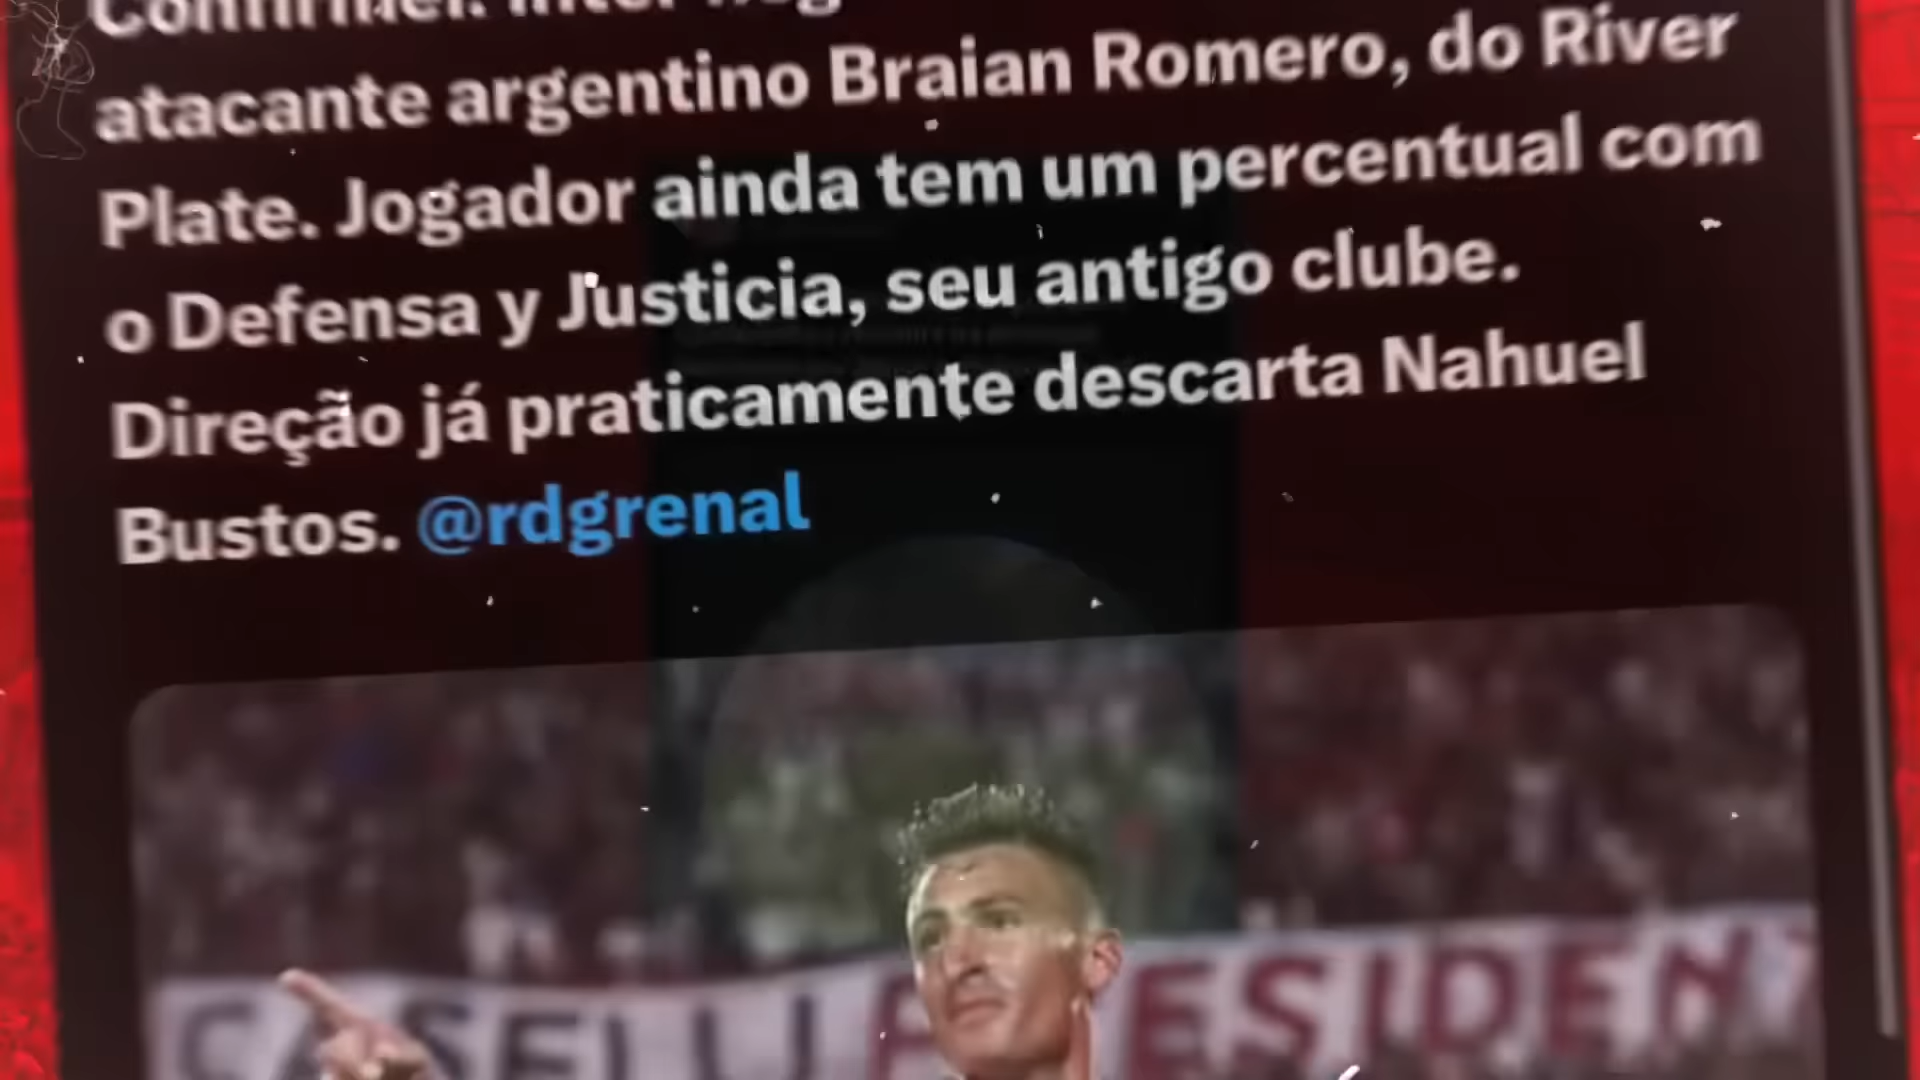 atacante argentino Braian Romero, do River
Plate. Jogador ainda tem um percentual com
o Defensa y Justicia, seu antigo clube.
Direção já praticamente descarta Nahuel
Bustos. @rdgrenal